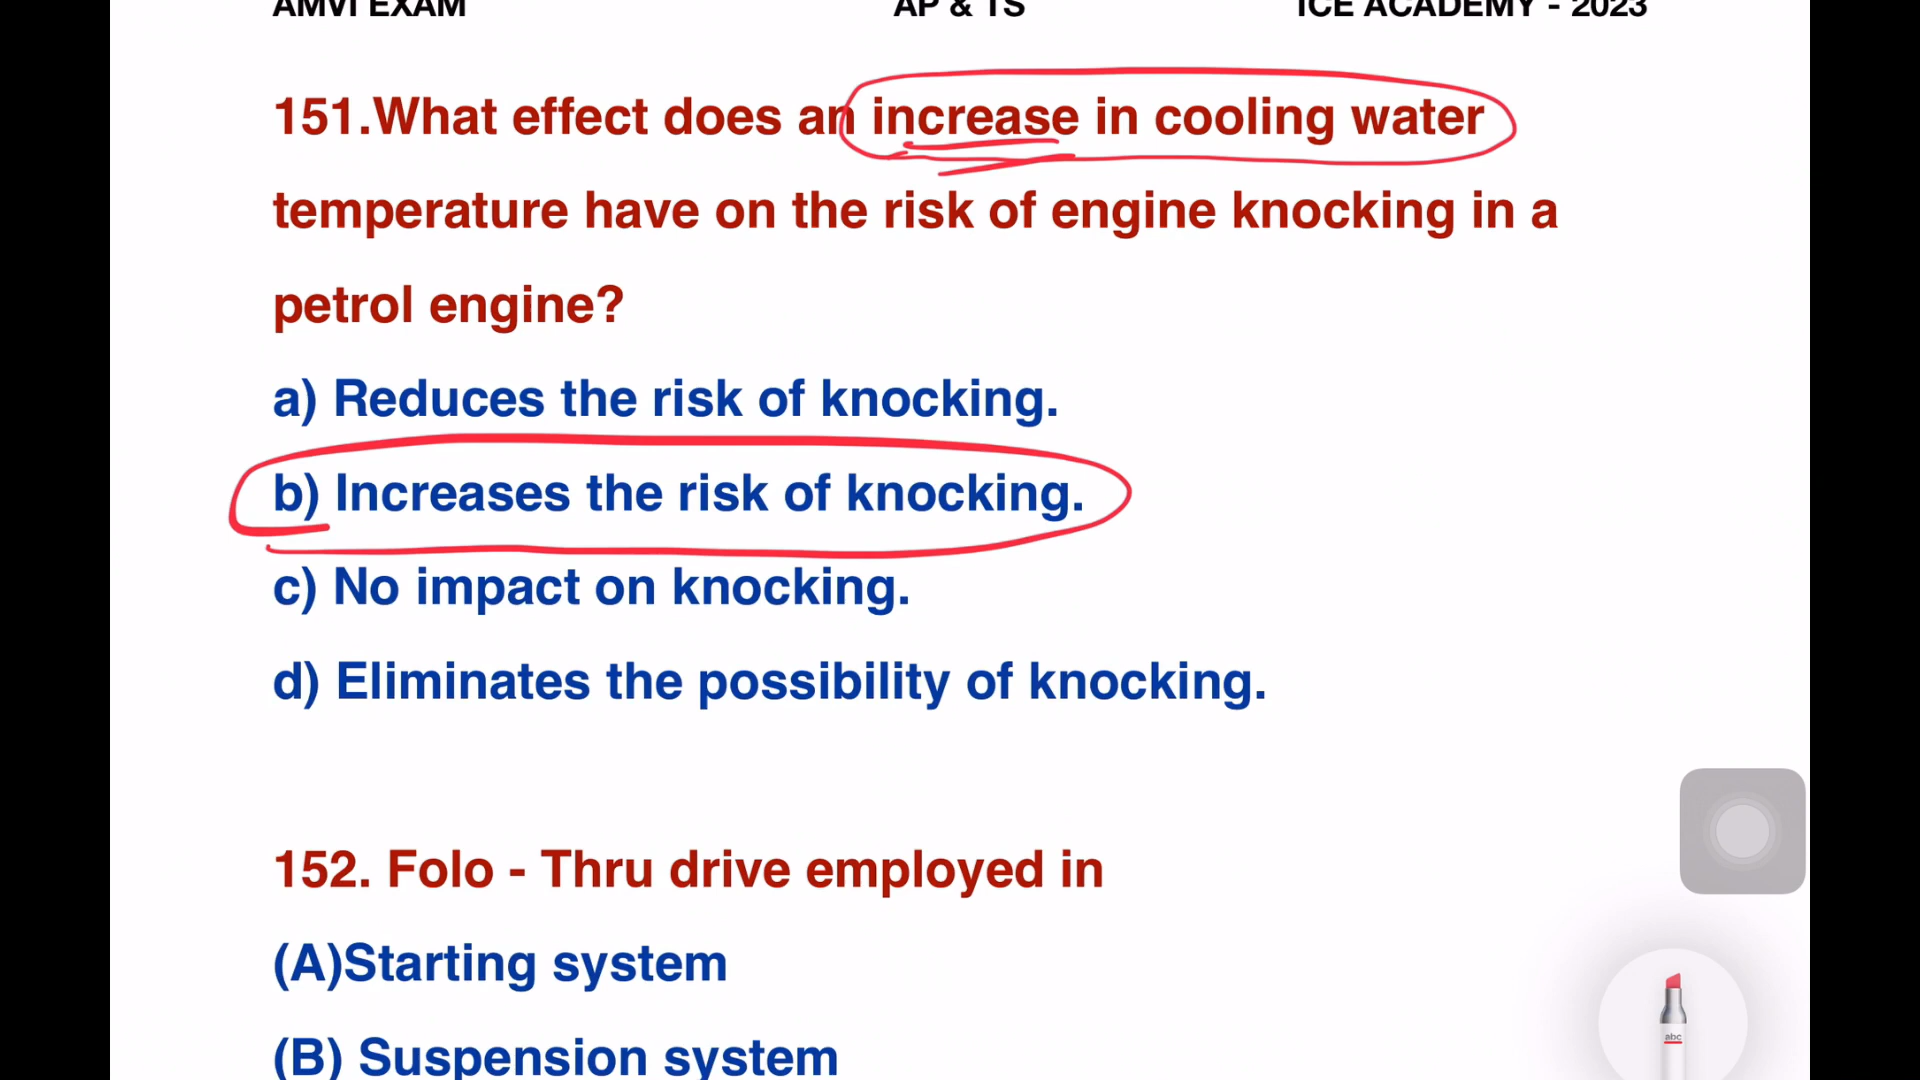 AMVI EXAM AP & TS ICE ACADEMY - 2023
151.What effect does an increase in cooling water
temperature have on the risk of engine knocking in a
petrol engine?
a) Reduces the risk of knocking.
b) Increases the risk of knocking.
c) No impact on knocking.
d) Eliminates the possibility of knocking.
152. Folo - Thru drive employed in
(A)Starting system
(B) Suspension system
abc